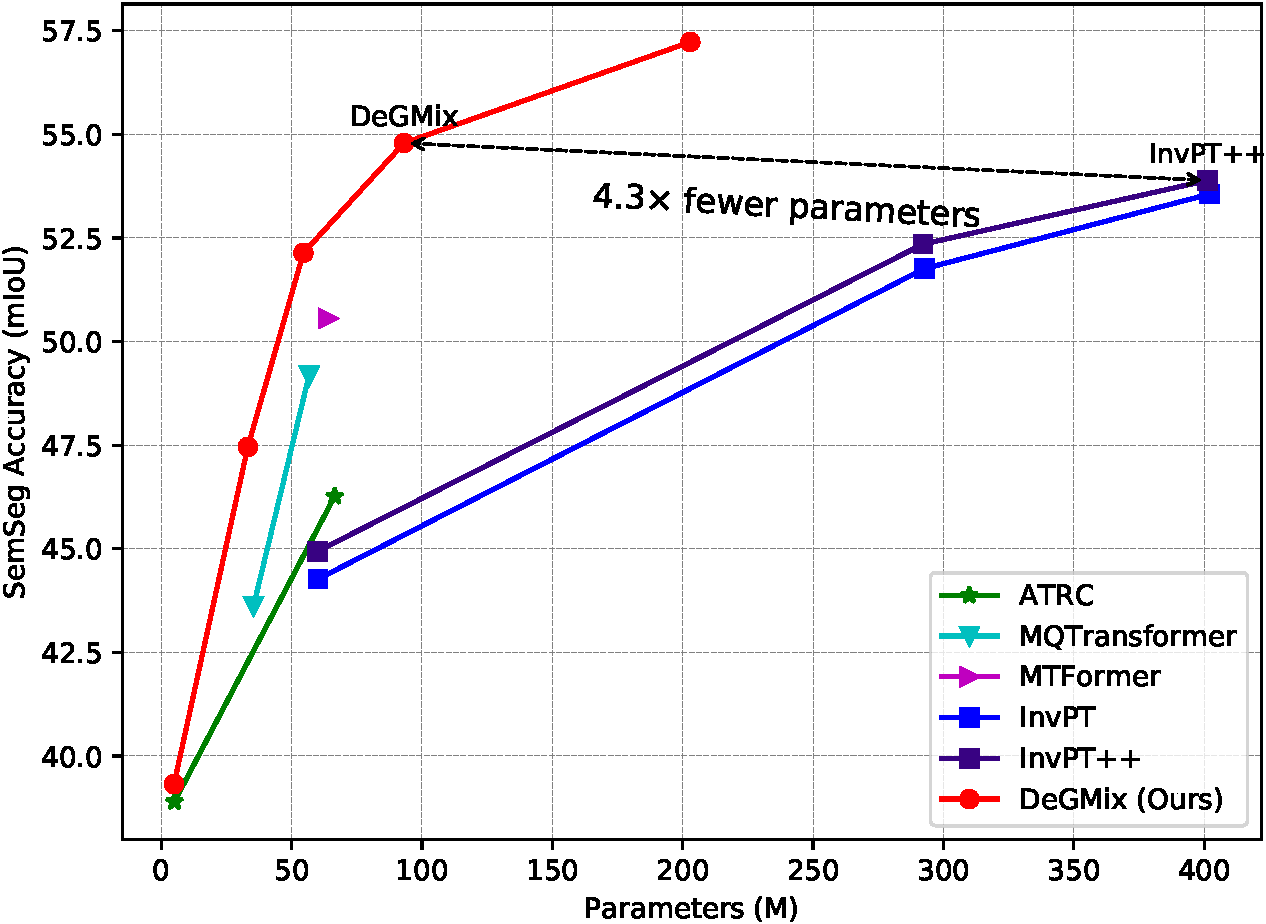 57.5
55.0
52.5
50.0
47.5
45.0
42.5
40.0
SemSeg Accuracy (mIoU)
DeGMix
InvPT++
4.3× fewer parameters
ATRC
MQTransformer
MTFormer
InvPT
InvPT++
DeGMix (Ours)
0 50 100 150 200 250 300 350 400
Parameters (M)